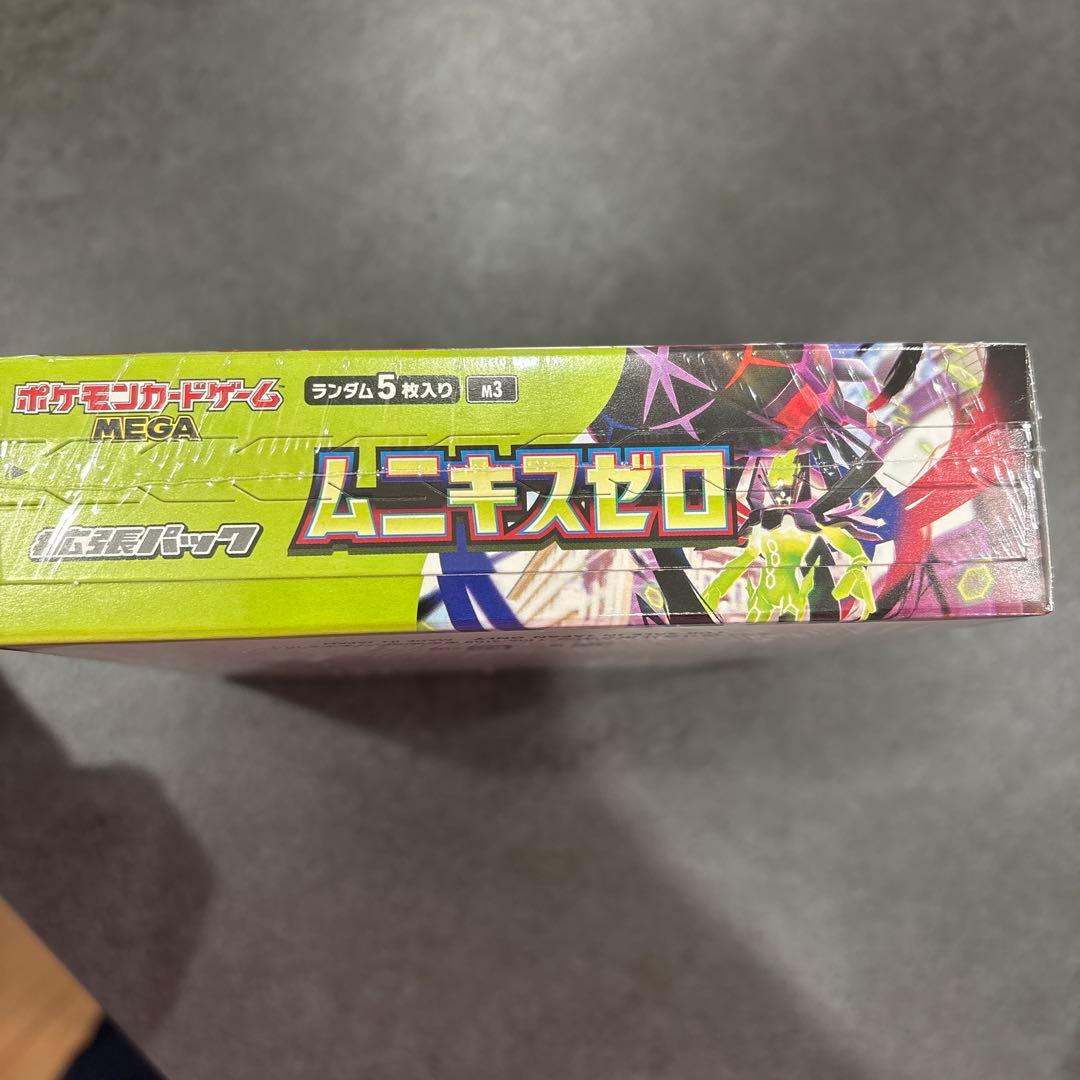 ポケモンカードゲーム
MEGA
ランダム5枚入り
M3
拡張パック
ムニキスゼロ